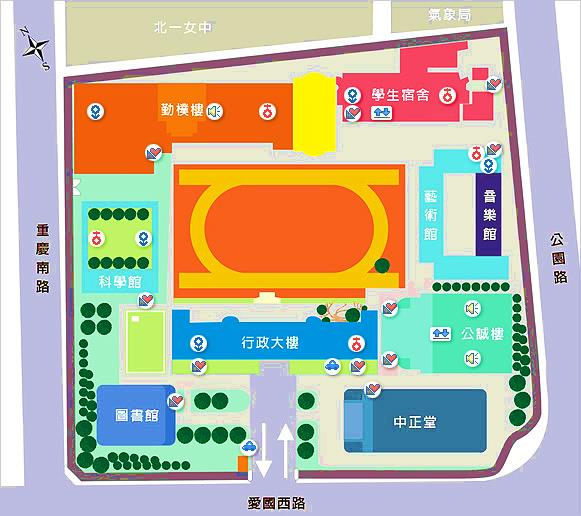 北一女中
氣象局
N
S
勤樸樓
學生宿舍
藝術館
音樂館
重慶南路
公園路
科學館
行政大樓
公誠樓
圖書館
中正堂
愛國西路